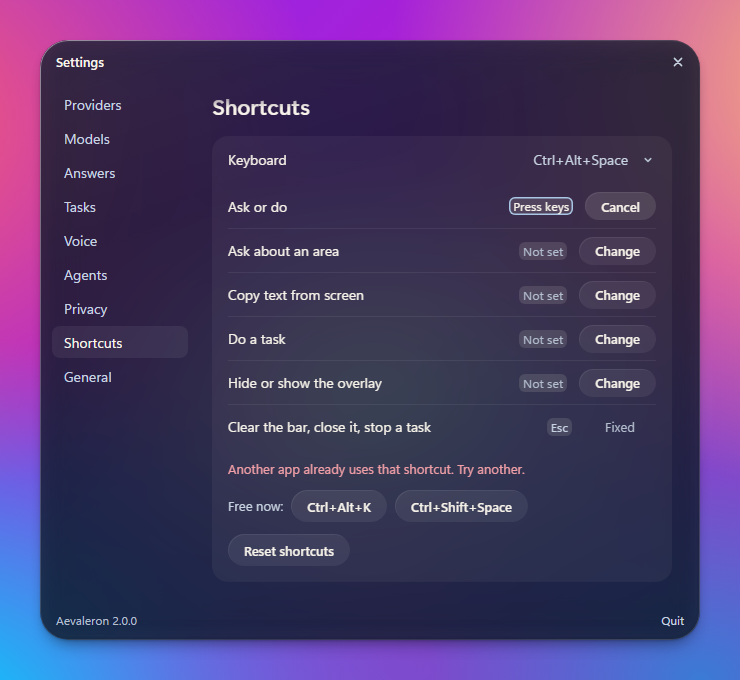 Settings
Providers
Models
Answers
Tasks
Voice
Agents
Privacy
Shortcuts
General
Shortcuts
Keyboard Ctrl+Alt+Space
Ask or do Press keys Cancel
Ask about an area Not set Change
Copy text from screen Not set Change
Do a task Not set Change
Hide or show the overlay Not set Change
Clear the bar, close it, stop a task Esc Fixed
Another app already uses that shortcut. Try another.
Free now: Ctrl+Alt+K Ctrl+Shift+Space
Reset shortcuts
Aevaleron 2.0.0 Quit